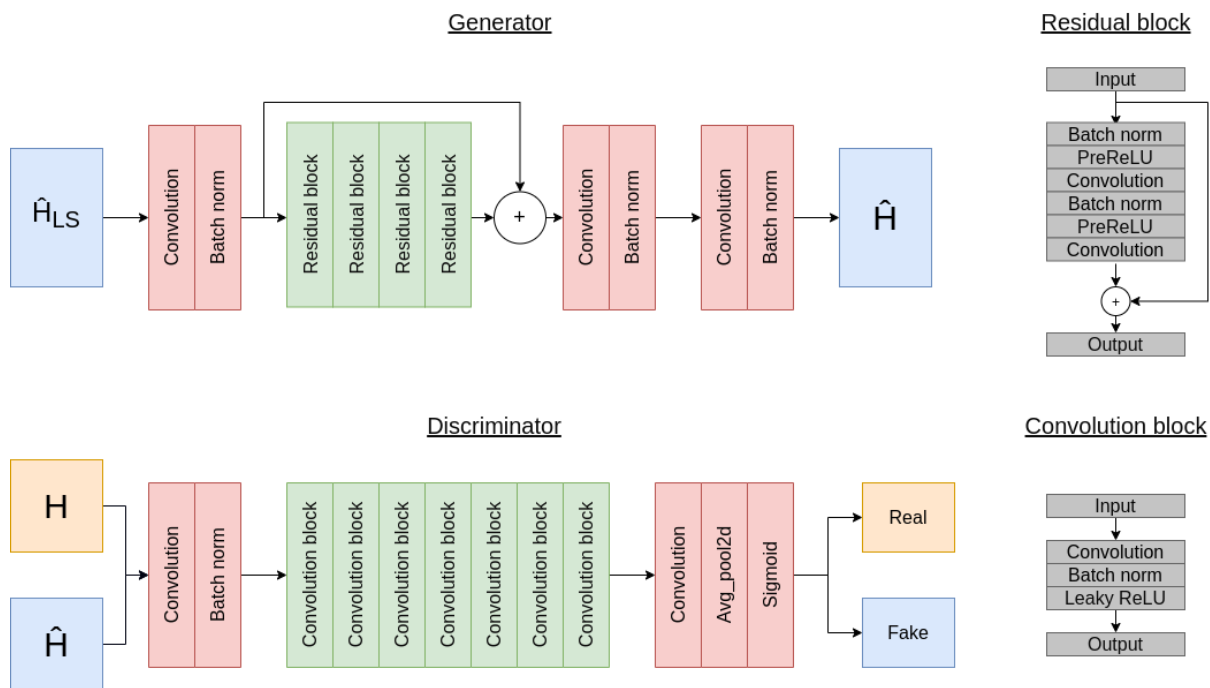 Generator
Ĥ_LS
Convolution
Batch norm
Residual block
Residual block
Residual block
Residual block
+
Convolution
Batch norm
Convolution
Batch norm
Ĥ
Residual block
Input
Batch norm
PreReLU
Convolution
Batch norm
PreReLU
Convolution
+
Output
Discriminator
H
Ĥ
Convolution
Batch norm
Convolution block
Convolution block
Convolution block
Convolution block
Convolution block
Convolution block
Convolution block
Convolution
Avg_pool2d
Sigmoid
Real
Fake
Convolution block
Input
Convolution
Batch norm
Leaky ReLU
Output